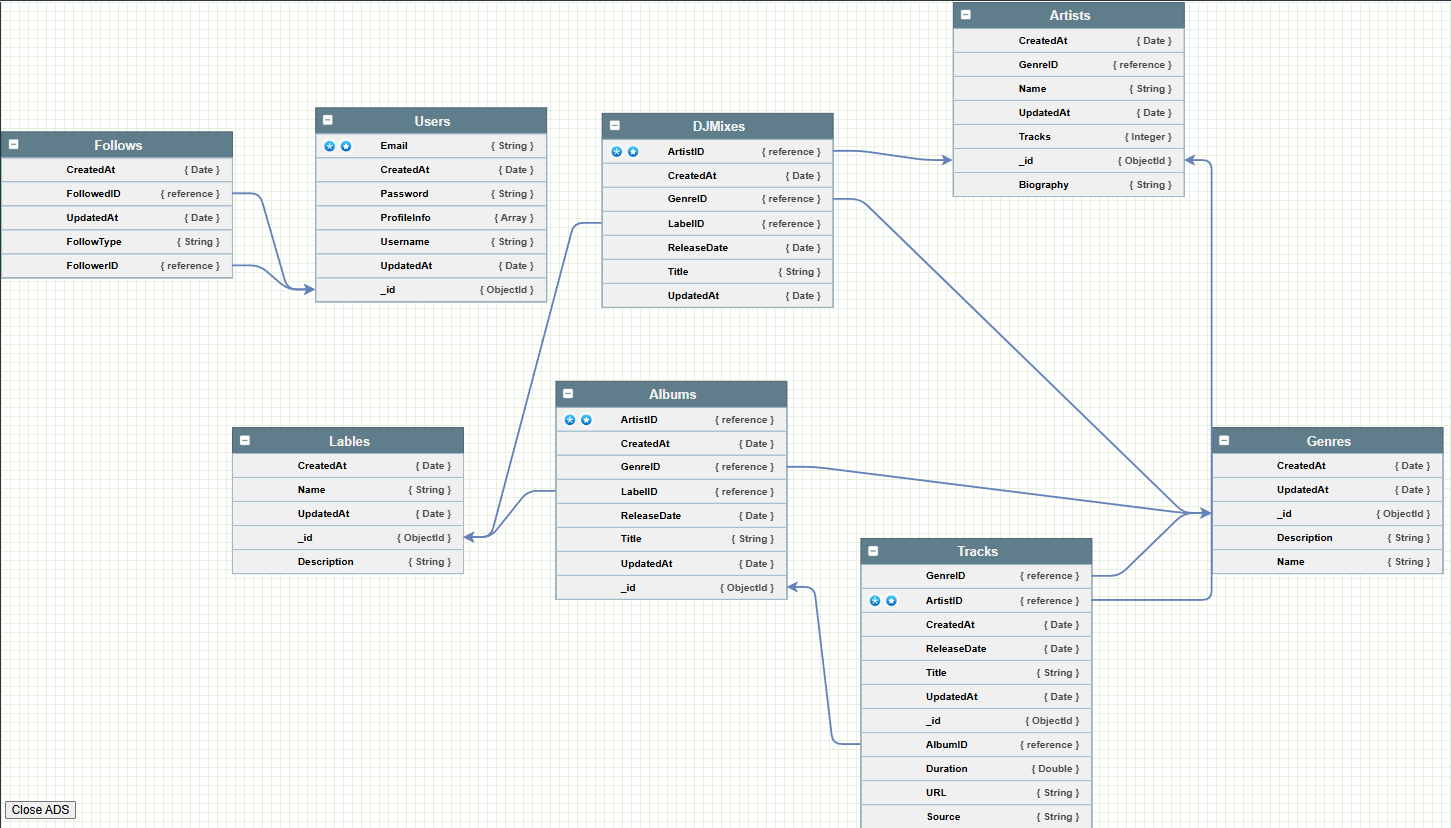 Artists
CreatedAt { Date }
GenreID { reference }
Name { String }
UpdatedAt { Date }
Tracks { Integer }
_id { ObjectId }
Biography { String }
Users
Email { String }
CreatedAt { Date }
Password { String }
ProfileInfo { Array }
Username { String }
UpdatedAt { Date }
_id { ObjectId }
DJMixes
ArtistID { reference }
CreatedAt { Date }
GenreID { reference }
LabelID { reference }
ReleaseDate { Date }
Title { String }
UpdatedAt { Date }
Follows
CreatedAt { Date }
FollowedID { reference }
UpdatedAt { Date }
FollowType { String }
FollowerID { reference }
Albums
ArtistID { reference }
CreatedAt { Date }
GenreID { reference }
LabelID { reference }
ReleaseDate { Date }
Title { String }
UpdatedAt { Date }
_id { ObjectId }
Lables
CreatedAt { Date }
Name { String }
UpdatedAt { Date }
_id { ObjectId }
Description { String }
Genres
CreatedAt { Date }
UpdatedAt { Date }
_id { ObjectId }
Description { String }
Name { String }
Tracks
GenreID { reference }
ArtistID { reference }
CreatedAt { Date }
ReleaseDate { Date }
Title { String }
UpdatedAt { Date }
_id { ObjectId }
AlbumID { reference }
Duration { Double }
URL { String }
Source { String }
Close ADS